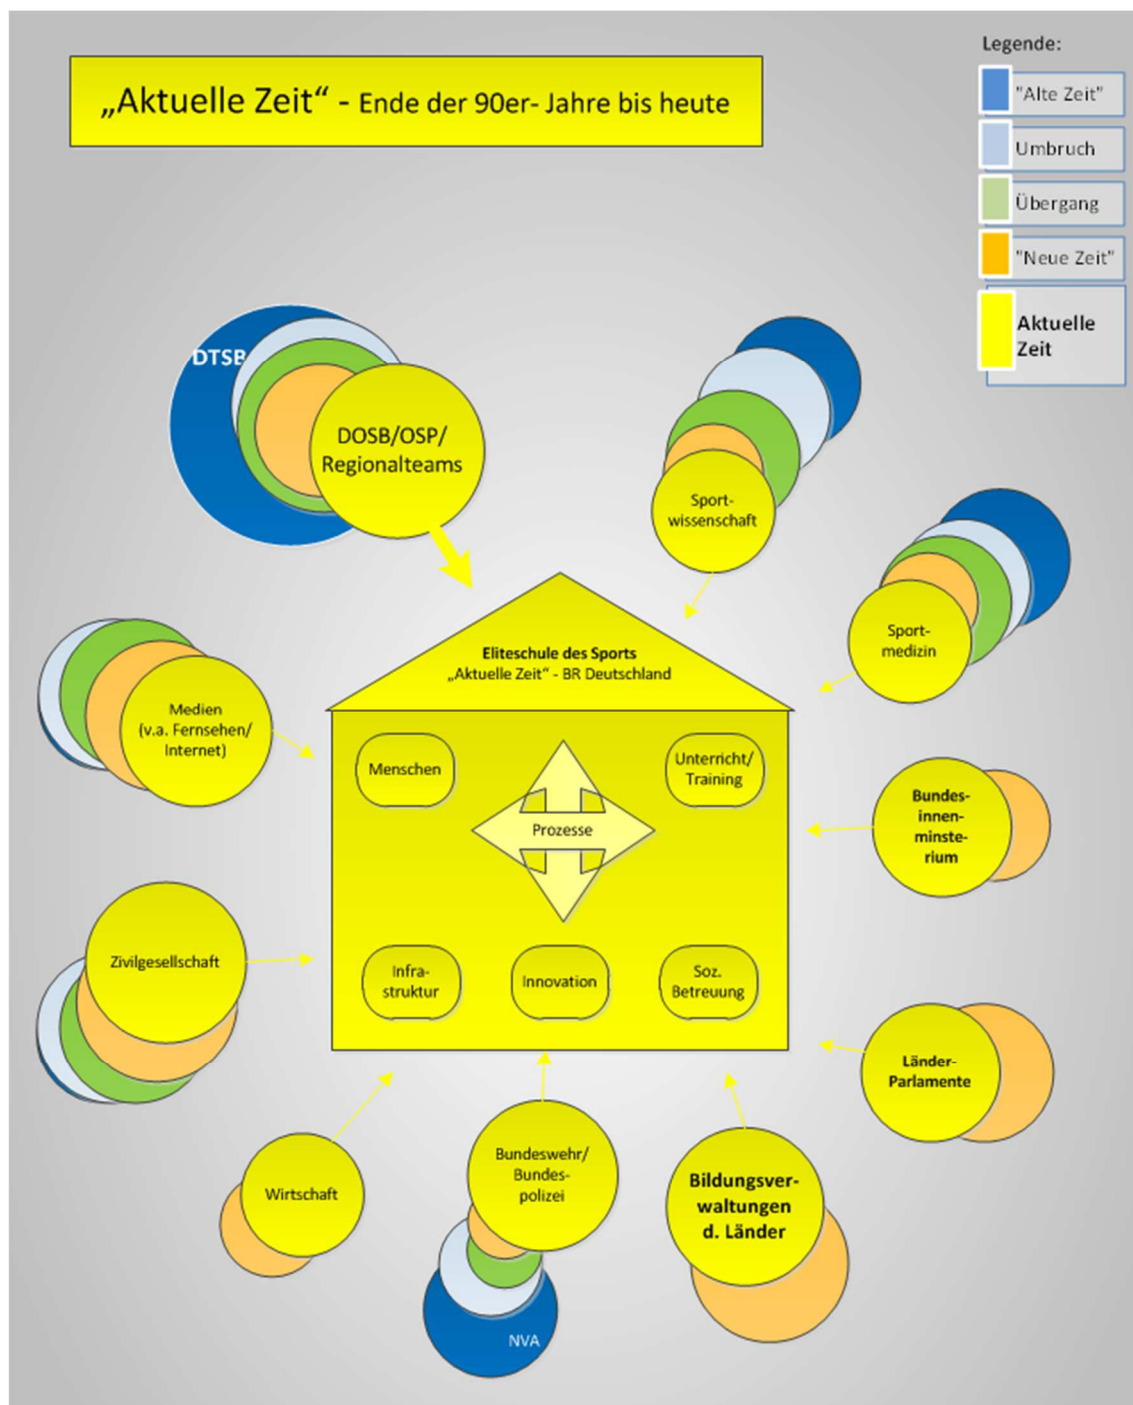 „Aktuelle Zeit“ - Ende der 90er- Jahre bis heute
Legende:
"Alte Zeit"
Umbruch
Übergang
"Neue Zeit"
Aktuelle
Zeit
DTSB
DOSB/OSP/
Regionalteams
Sport-
wissenschaft
Sport-
medizin
Eliteschule des Sports
„Aktuelle Zeit“ - BR Deutschland
Medien
(v.a. Fernsehen/
Internet)
Menschen
Unterricht/
Training
Prozesse
Bundes-
innen-
minste-
rium
Zivilgesellschaft
Infra-
struktur
Innovation
Soz.
Betreuung
Länder-
Parlamente
Wirtschaft
Bundeswehr/
Bundes-
polizei
Bildungsver-
waltungen
d. Länder
NVA